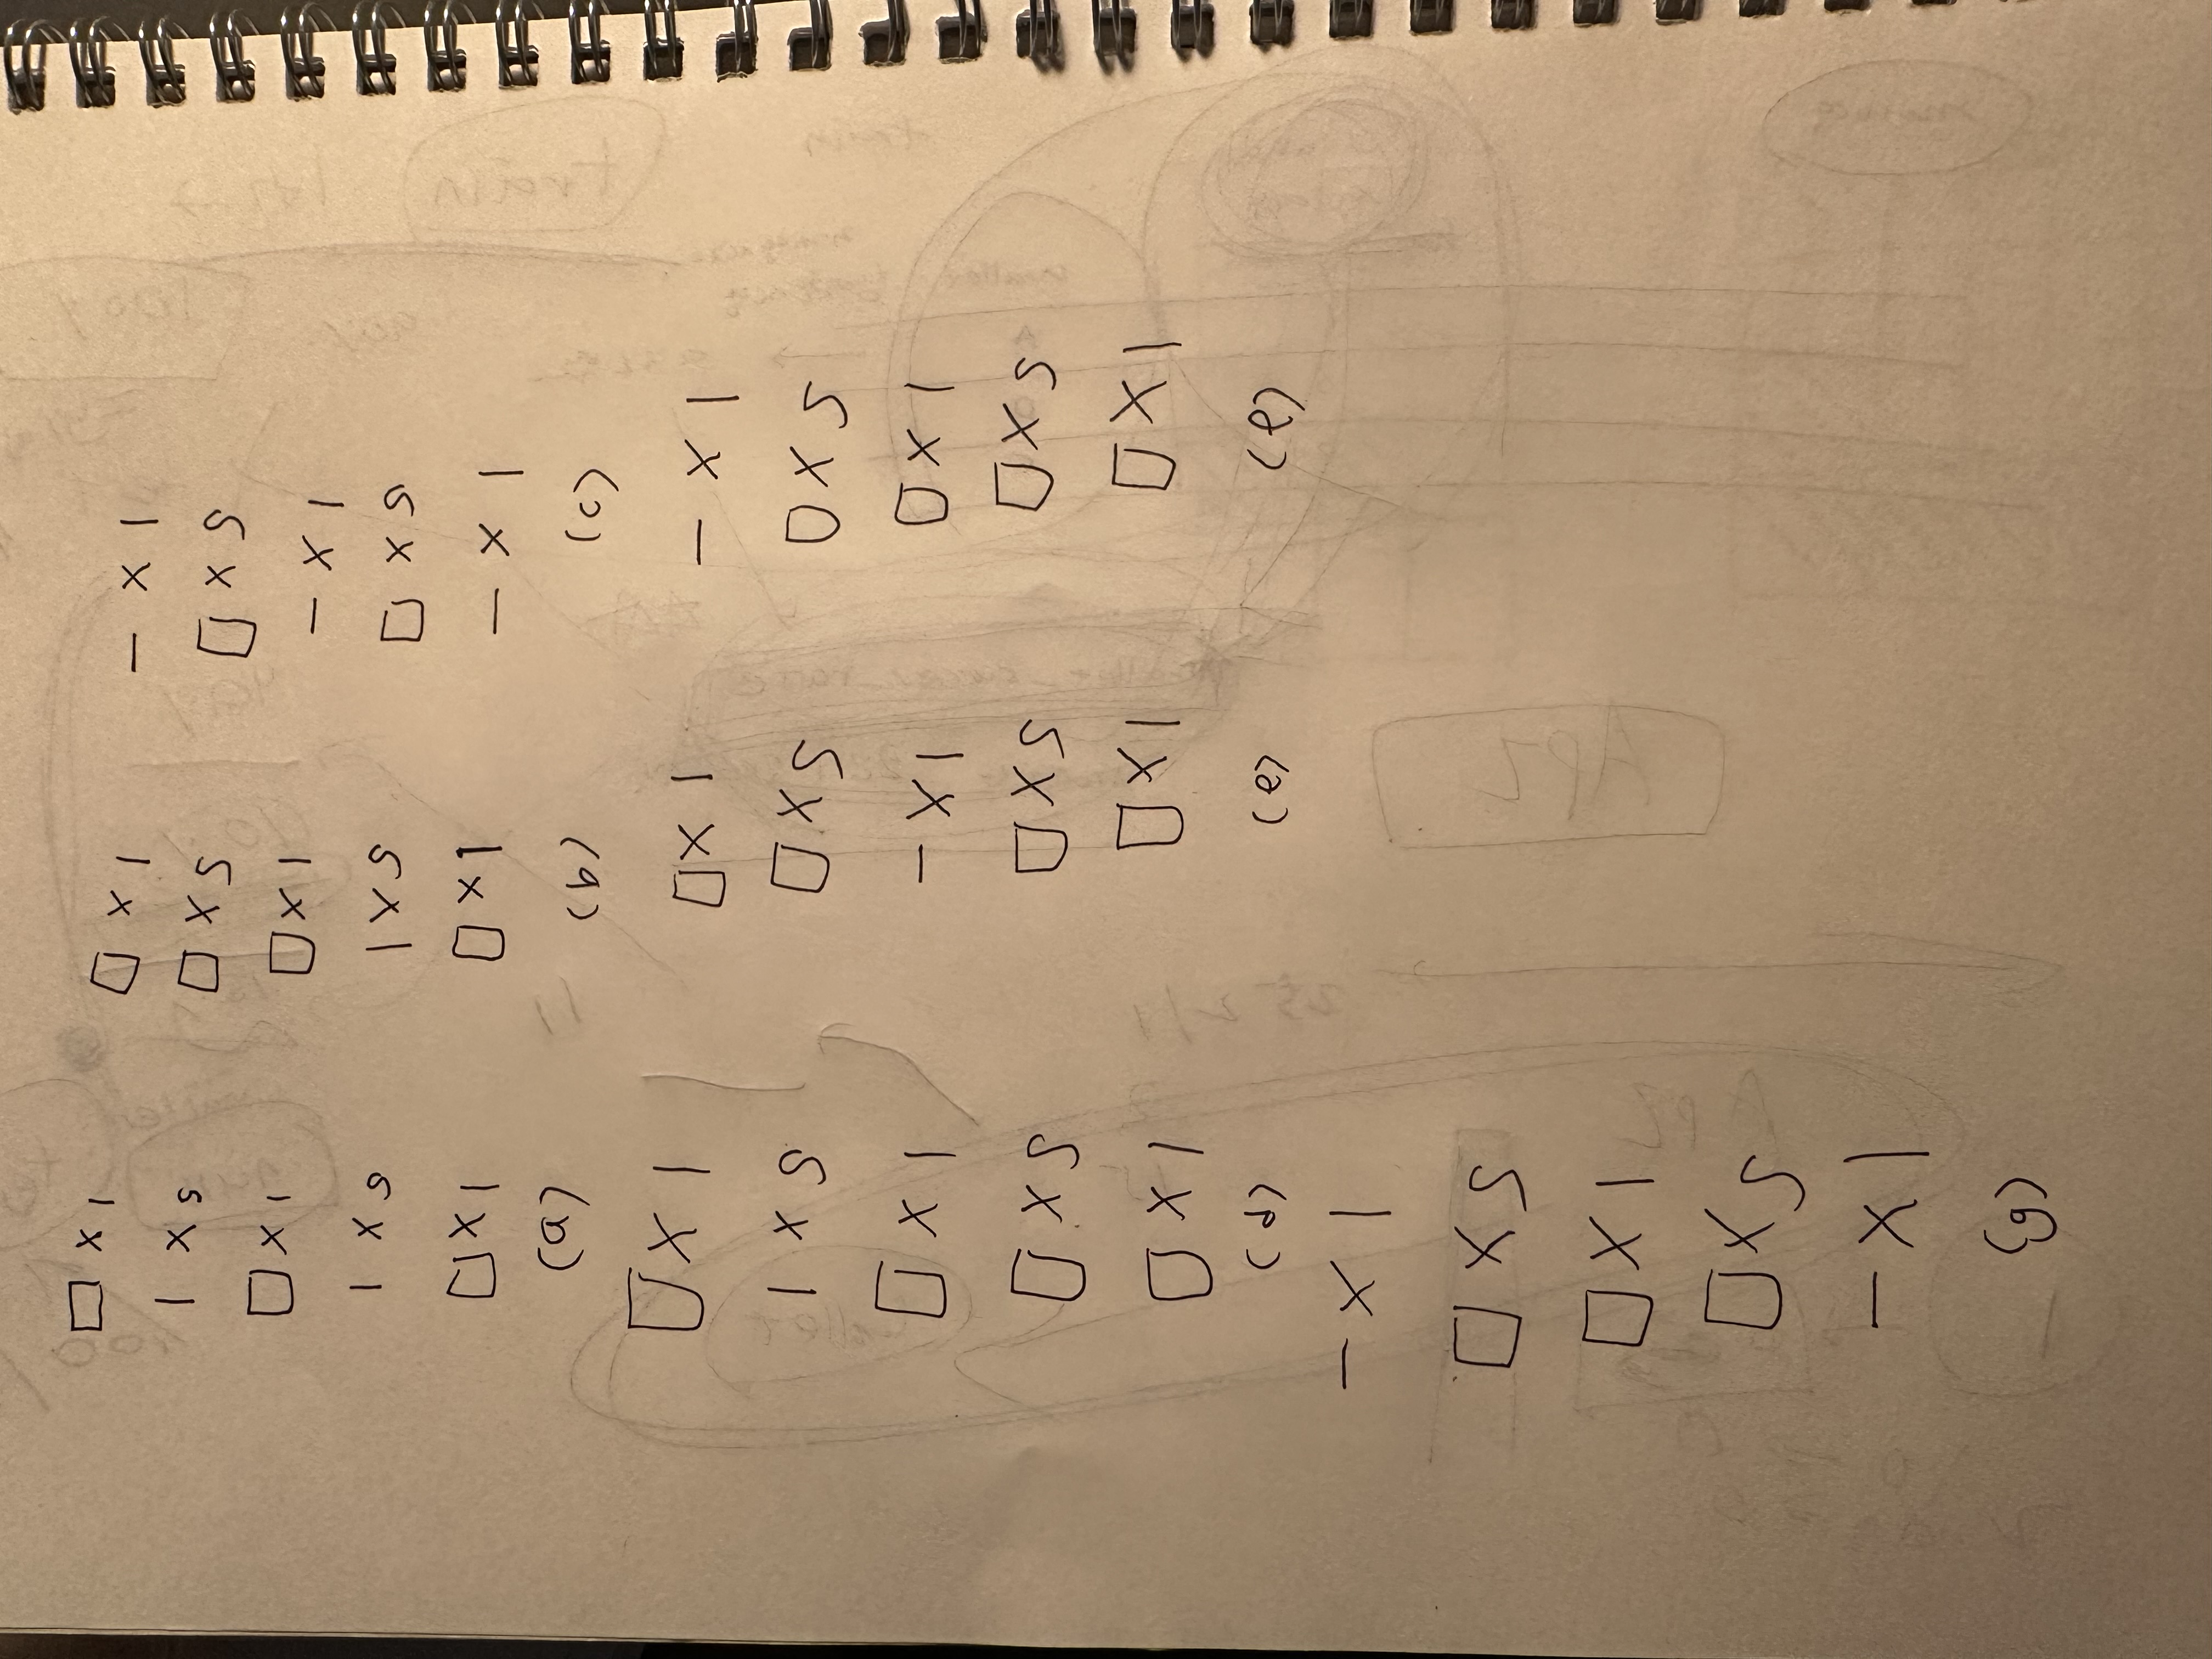 □ x 1 □ x 1 – x 1
1 x 5 □ x 5 □ x 5
□ x 1 □ x 1 – x 1
1 x 5 1 x 5 □ x 5
□ x 1 □ x 1 – x 1
(a) (b) (c)
□ x 1 □ x 1 – x 1
1 x 5 □ x 5 □ x 5
□ x 1 – x 1 □ x 1
□ x 5 □ x 5 □ x 5
□ x 1 □ x 1 □ x 1
(d) (e) (f)
– x 1
□ x 5
□ x 1
□ x 5
– x 1
(g)